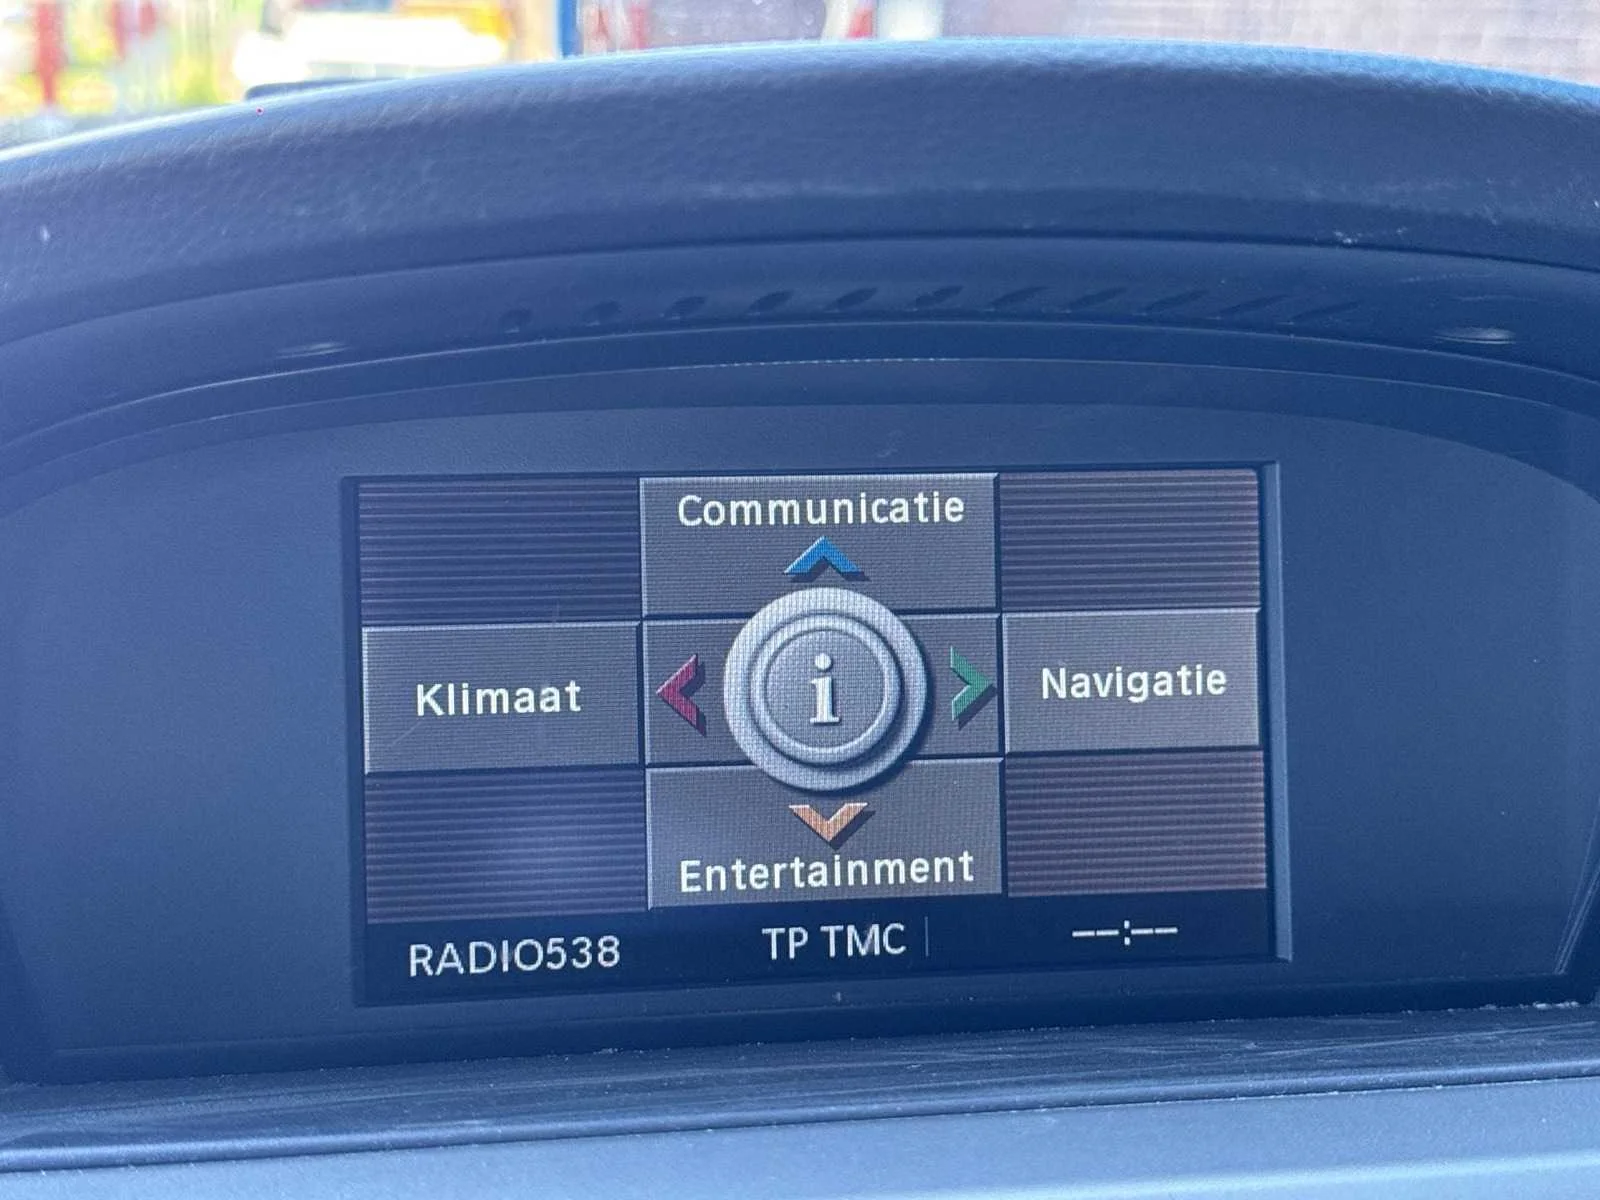 Communicatie
Klimaat
i
Navigatie
Entertainment
RADIO538
TP TMC
--:--